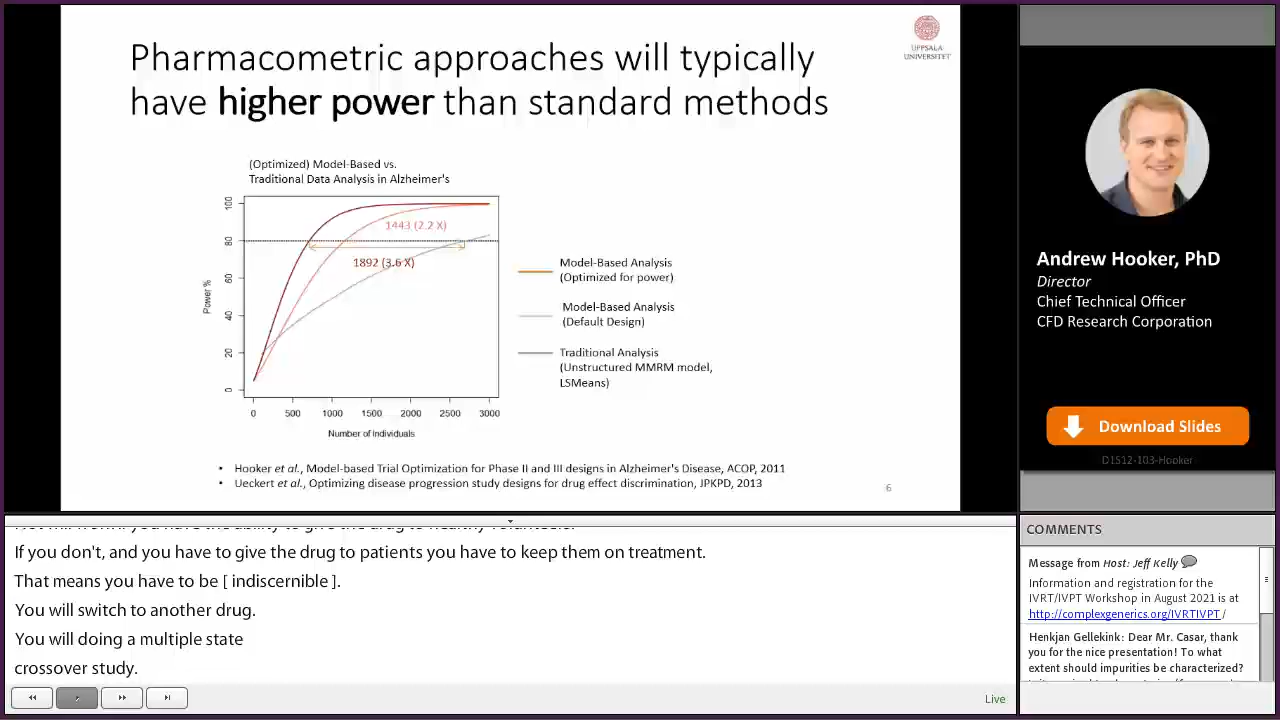 Pharmacometric approaches will typically
have higher power than standard methods
UPPSALA
UNIVERSITET
(Optimized) Model-Based vs.
Traditional Data Analysis in Alzheimer's
100
80
60
40
20
0
Power %
1443 (2.2 X)
1892 (3.6 X)
0 500 1000 1500 2000 2500 3000
Number of Individuals
Model-Based Analysis
(Optimized for power)
Model-Based Analysis
(Default Design)
Traditional Analysis
(Unstructured MMRM model,
LSMeans)
• Hooker et al., Model-based Trial Optimization for Phase II and III designs in Alzheimer's Disease, ACOP, 2011
• Ueckert et al., Optimizing disease progression study designs for drug effect discrimination, JPKPD, 2013
6
Andrew Hooker, PhD
Director
Chief Technical Officer
CFD Research Corporation
Download Slides
D1S12-103-Hooker
If you don't, and you have to give the drug to patients you have to keep them on treatment.
That means you have to be [ indiscernible ].
You will switch to another drug.
You will doing a multiple state
crossover study.
Live
COMMENTS
Message from Host: Jeff Kelly
Information and registration for the
IVRT/IVPT Workshop in August 2021 is at
http://complexgenerics.org/IVRTIVPT /
Henkjan Gellekink: Dear Mr. Casar, thank
you for the nice presentation! To what
extent should impurities be characterized?